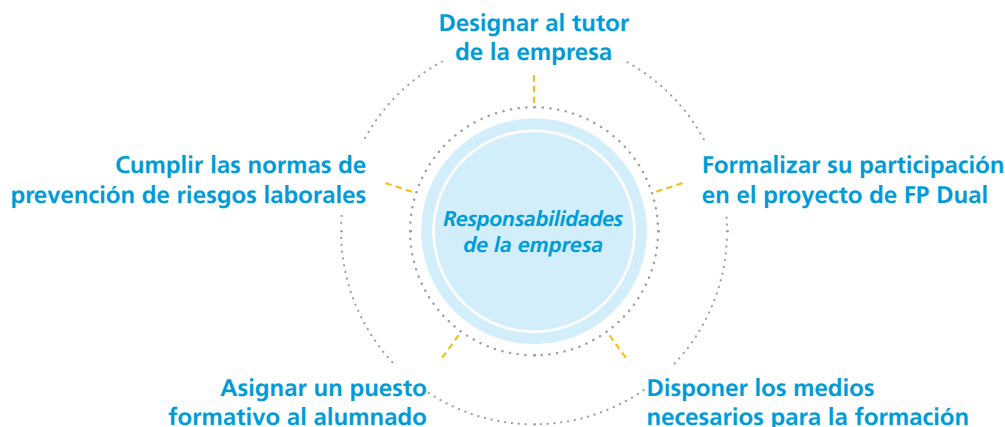 Designar al tutor
de la empresa
Cumplir las normas de
prevención de riesgos laborales
Formalizar su participación
en el proyecto de FP Dual
Responsabilidades
de la empresa
Asignar un puesto
formativo al alumnado
Disponer los medios
necesarios para la formación